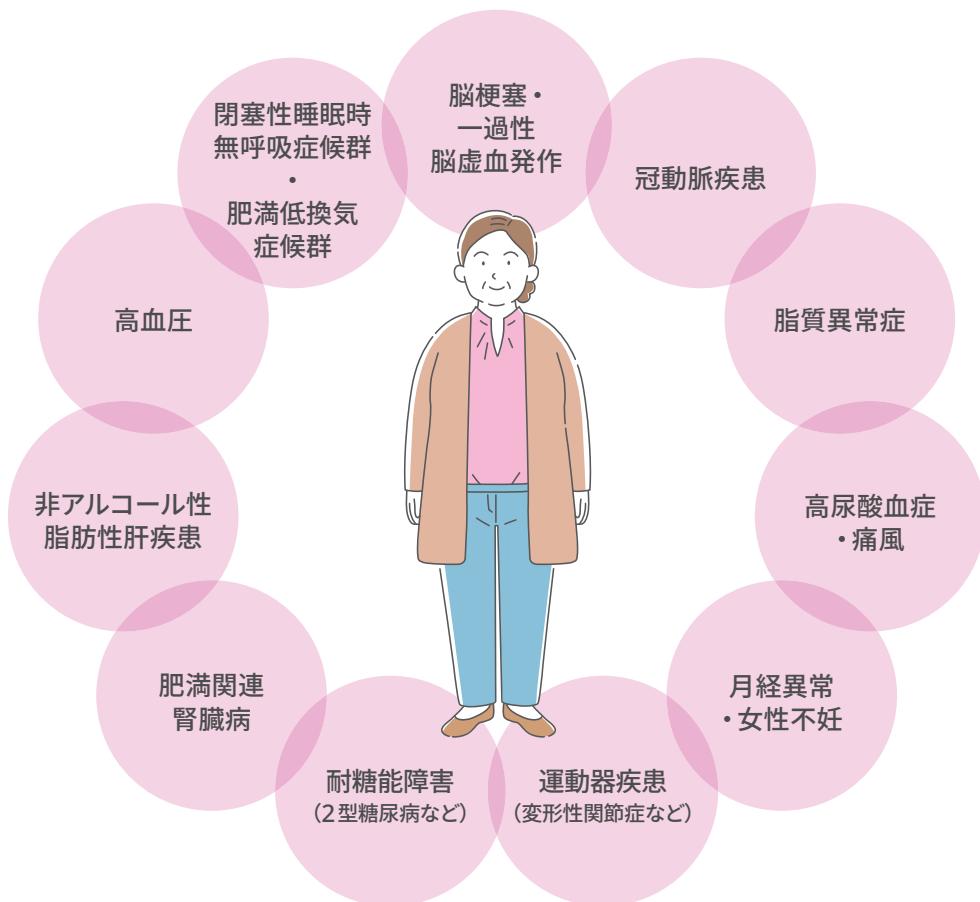 脳梗塞・
一過性
脳虚血発作
冠動脈疾患
脂質異常症
高尿酸血症
・痛風
月経異常
・女性不妊
運動器疾患
（変形性関節症など）
耐糖能障害
（２型糖尿病など）
肥満関連
腎臓病
非アルコール性
脂肪性肝疾患
高血圧
閉塞性睡眠時
無呼吸症候群
・
肥満低換気
症候群